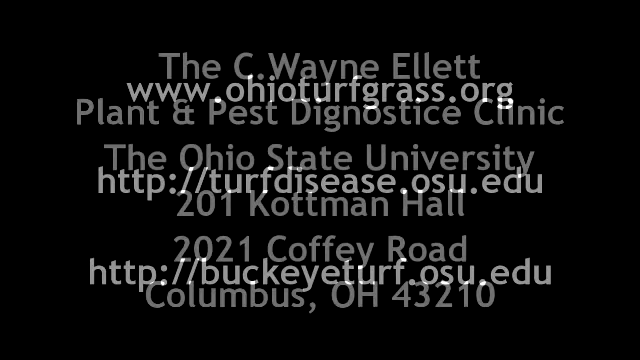 The C.Wayne Ellett
www.ohioturfgrass.org
Plant & Pest Dignostice Clinic
The Ohio State University
http://turfdisease.osu.edu
201 Kottman Hall
2021 Coffey Road
http://buckeyeturf.osu.edu
Columbus, OH 43210